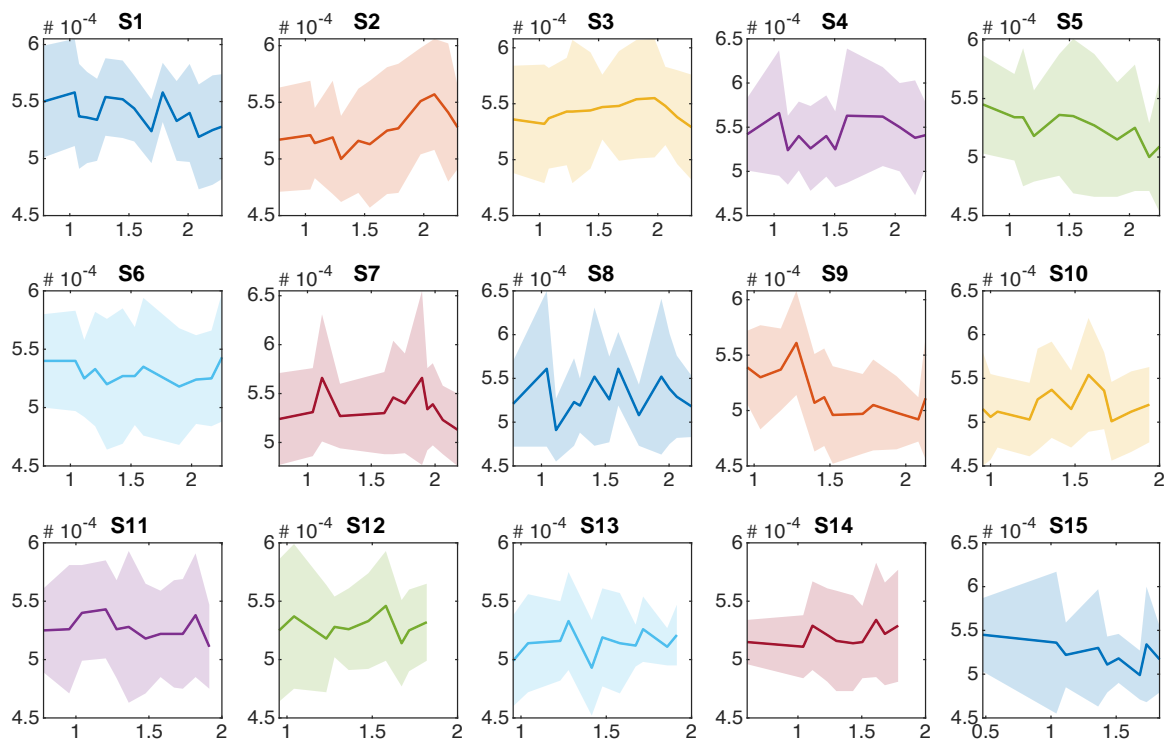 S1 S2 S3 S4 S5
# 10^-4 # 10^-4 # 10^-4 # 10^-4 # 10^-4
6 6 6 6.5 6
5.5 5.5 5.5 6 5.5
5 5 5 5.5 5
4.5 4.5 4.5 5 4.5
4.5
1 1.5 2 1 1.5 2 1 1.5 2 1 1.5 2 1 1.5 2
S6 S7 S8 S9 S10
# 10^-4 # 10^-4 # 10^-4 # 10^-4 # 10^-4
6 6.5 6.5 6 6.5
5.5 6 6 5.5 6
5 5.5 5.5 5 5.5
4.5 5 5 4.5 5
4.5 4.5
1 1.5 2 1 1.5 2 1 1.5 2 1 1.5 2 1 1.5 2
S11 S12 S13 S14 S15
# 10^-4 # 10^-4 # 10^-4 # 10^-4 # 10^-4
6 6 6 6 6.5
5.5 5.5 5.5 5.5 6
5 5 5 5 5.5
4.5 4.5 4.5 4.5 5
4.5
1 1.5 2 1 1.5 2 1 1.5 2 1 1.5 2 0.5 1 1.5